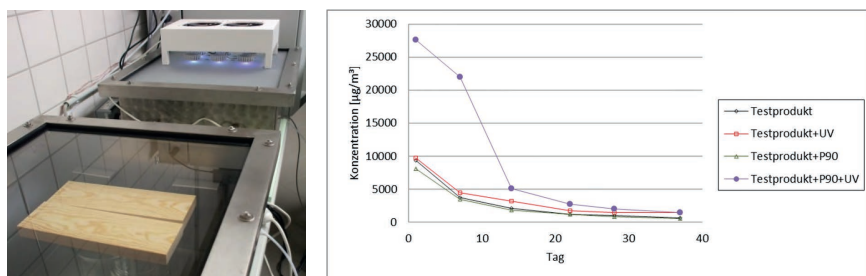 30000
25000
20000
15000
10000
5000
0
Konzentration [µg/m³]
0 10 20 30 40
Tag
Testprodukt
Testprodukt+UV
Testprodukt+P90
Testprodukt+P90+UV